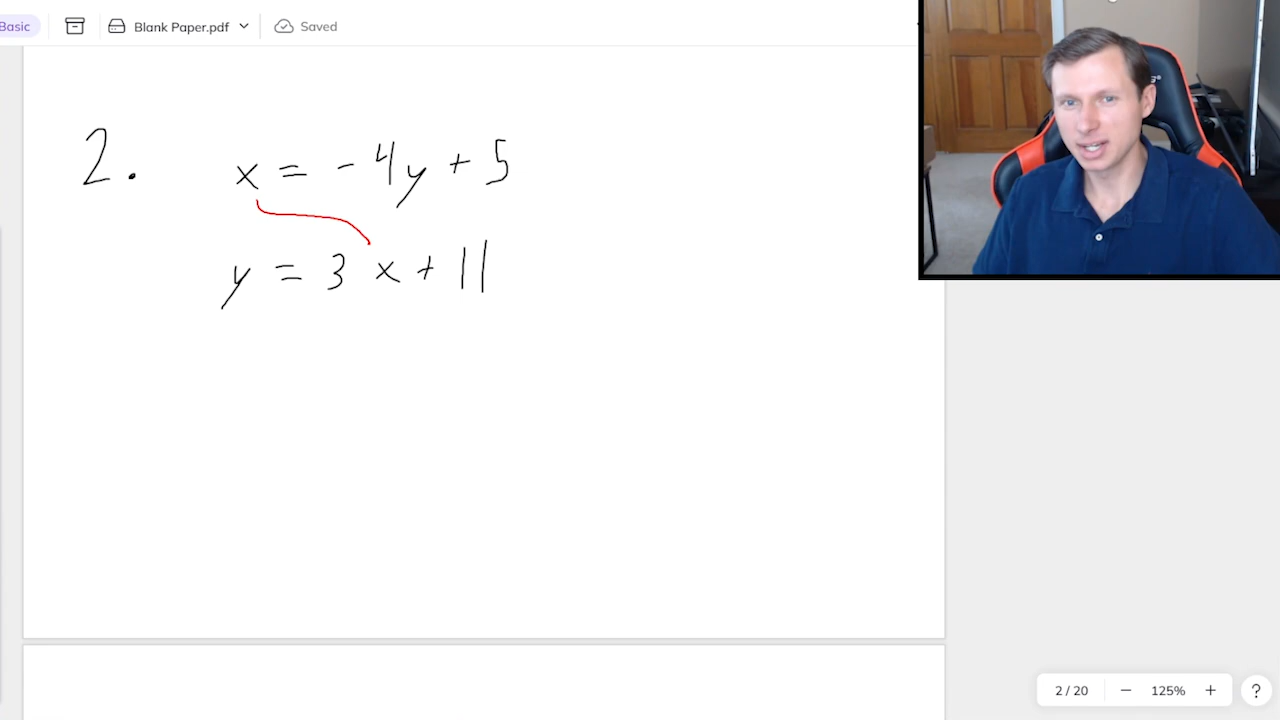 Basic Blank Paper.pdf Saved
2. x = -4y + 5
y = 3x + 11
2 / 20 − 125% + ?